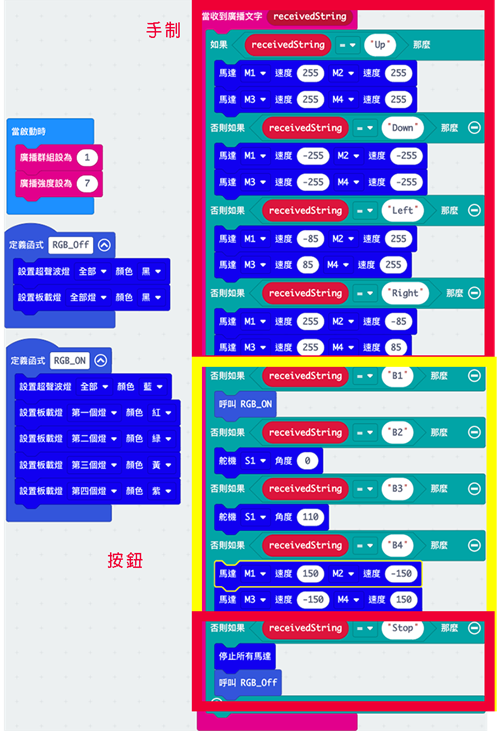 手制
當收到廣播文字 receivedString
如果 receivedString = "Up" 那麼
馬達 M1 速度 255 M2 速度 255
馬達 M3 速度 255 M4 速度 255
否則如果 receivedString = "Down" 那麼
馬達 M1 速度 -255 M2 速度 -255
馬達 M3 速度 -255 M4 速度 -255
否則如果 receivedString = "Left" 那麼
馬達 M1 速度 -85 M2 速度 255
馬達 M3 速度 85 M4 速度 255
否則如果 receivedString = "Right" 那麼
馬達 M1 速度 255 M2 速度 -85
馬達 M3 速度 255 M4 速度 85
否則如果 receivedString = "B1" 那麼
呼叫 RGB_ON
否則如果 receivedString = "B2" 那麼
舵機 S1 角度 0
否則如果 receivedString = "B3" 那麼
舵機 S1 角度 110
否則如果 receivedString = "B4" 那麼
馬達 M1 速度 150 M2 速度 -150
馬達 M3 速度 -150 M4 速度 150
否則如果 receivedString = "Stop" 那麼
停止所有馬達
呼叫 RGB_Off
當啟動時
廣播群組設為 1
廣播強度設為 7
定義函式 RGB_Off
設置超聲波燈 全部 顏色 黑
設置板載燈 全部燈 顏色 黑
定義函式 RGB_ON
設置超聲波燈 全部 顏色 藍
設置板載燈 第一個燈 顏色 紅
設置板載燈 第二個燈 顏色 綠
設置板載燈 第三個燈 顏色 黃
設置板載燈 第四個燈 顏色 紫
按鈕